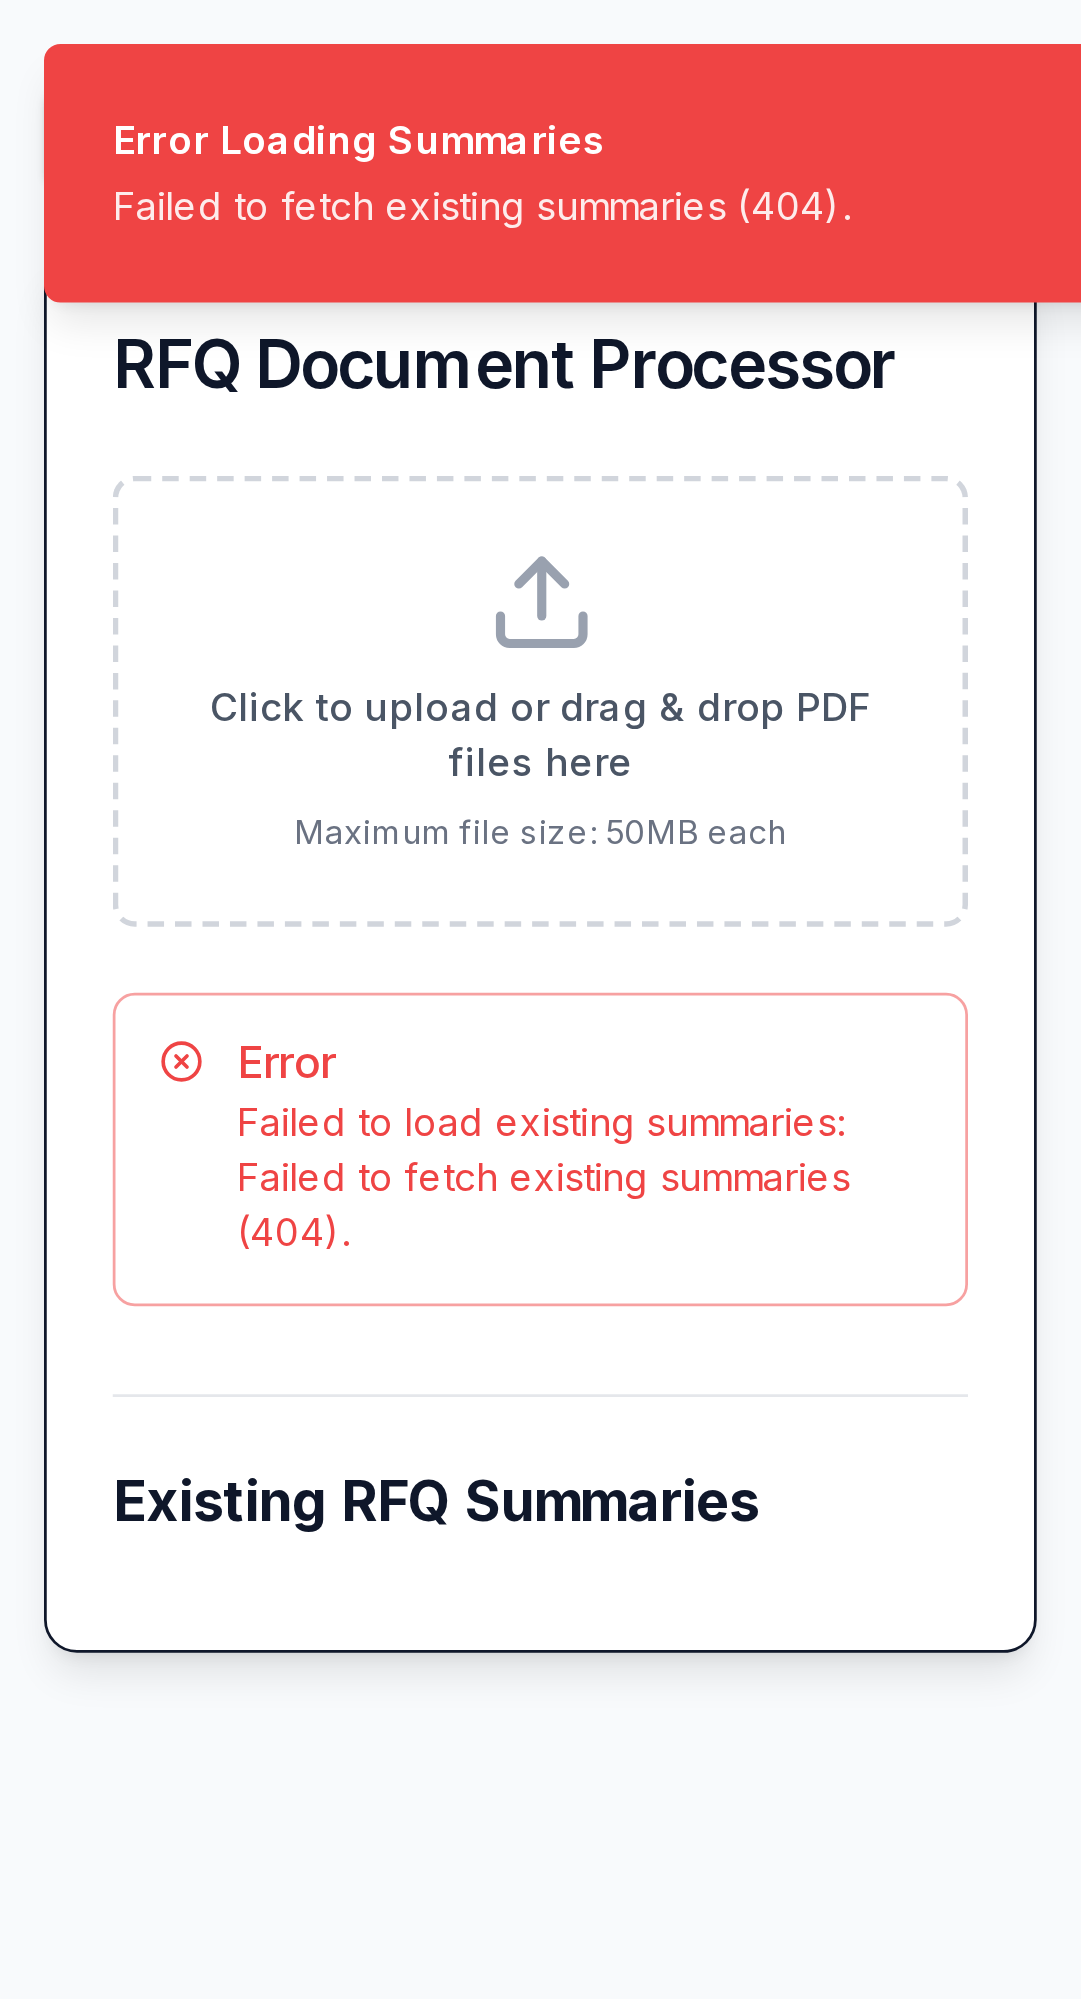 Error Loading Summaries
Failed to fetch existing summaries (404).
RFQ Document Processor
Click to upload or drag & drop PDF
files here
Maximum file size: 50MB each
Error
Failed to load existing summaries:
Failed to fetch existing summaries
(404).
Existing RFQ Summaries